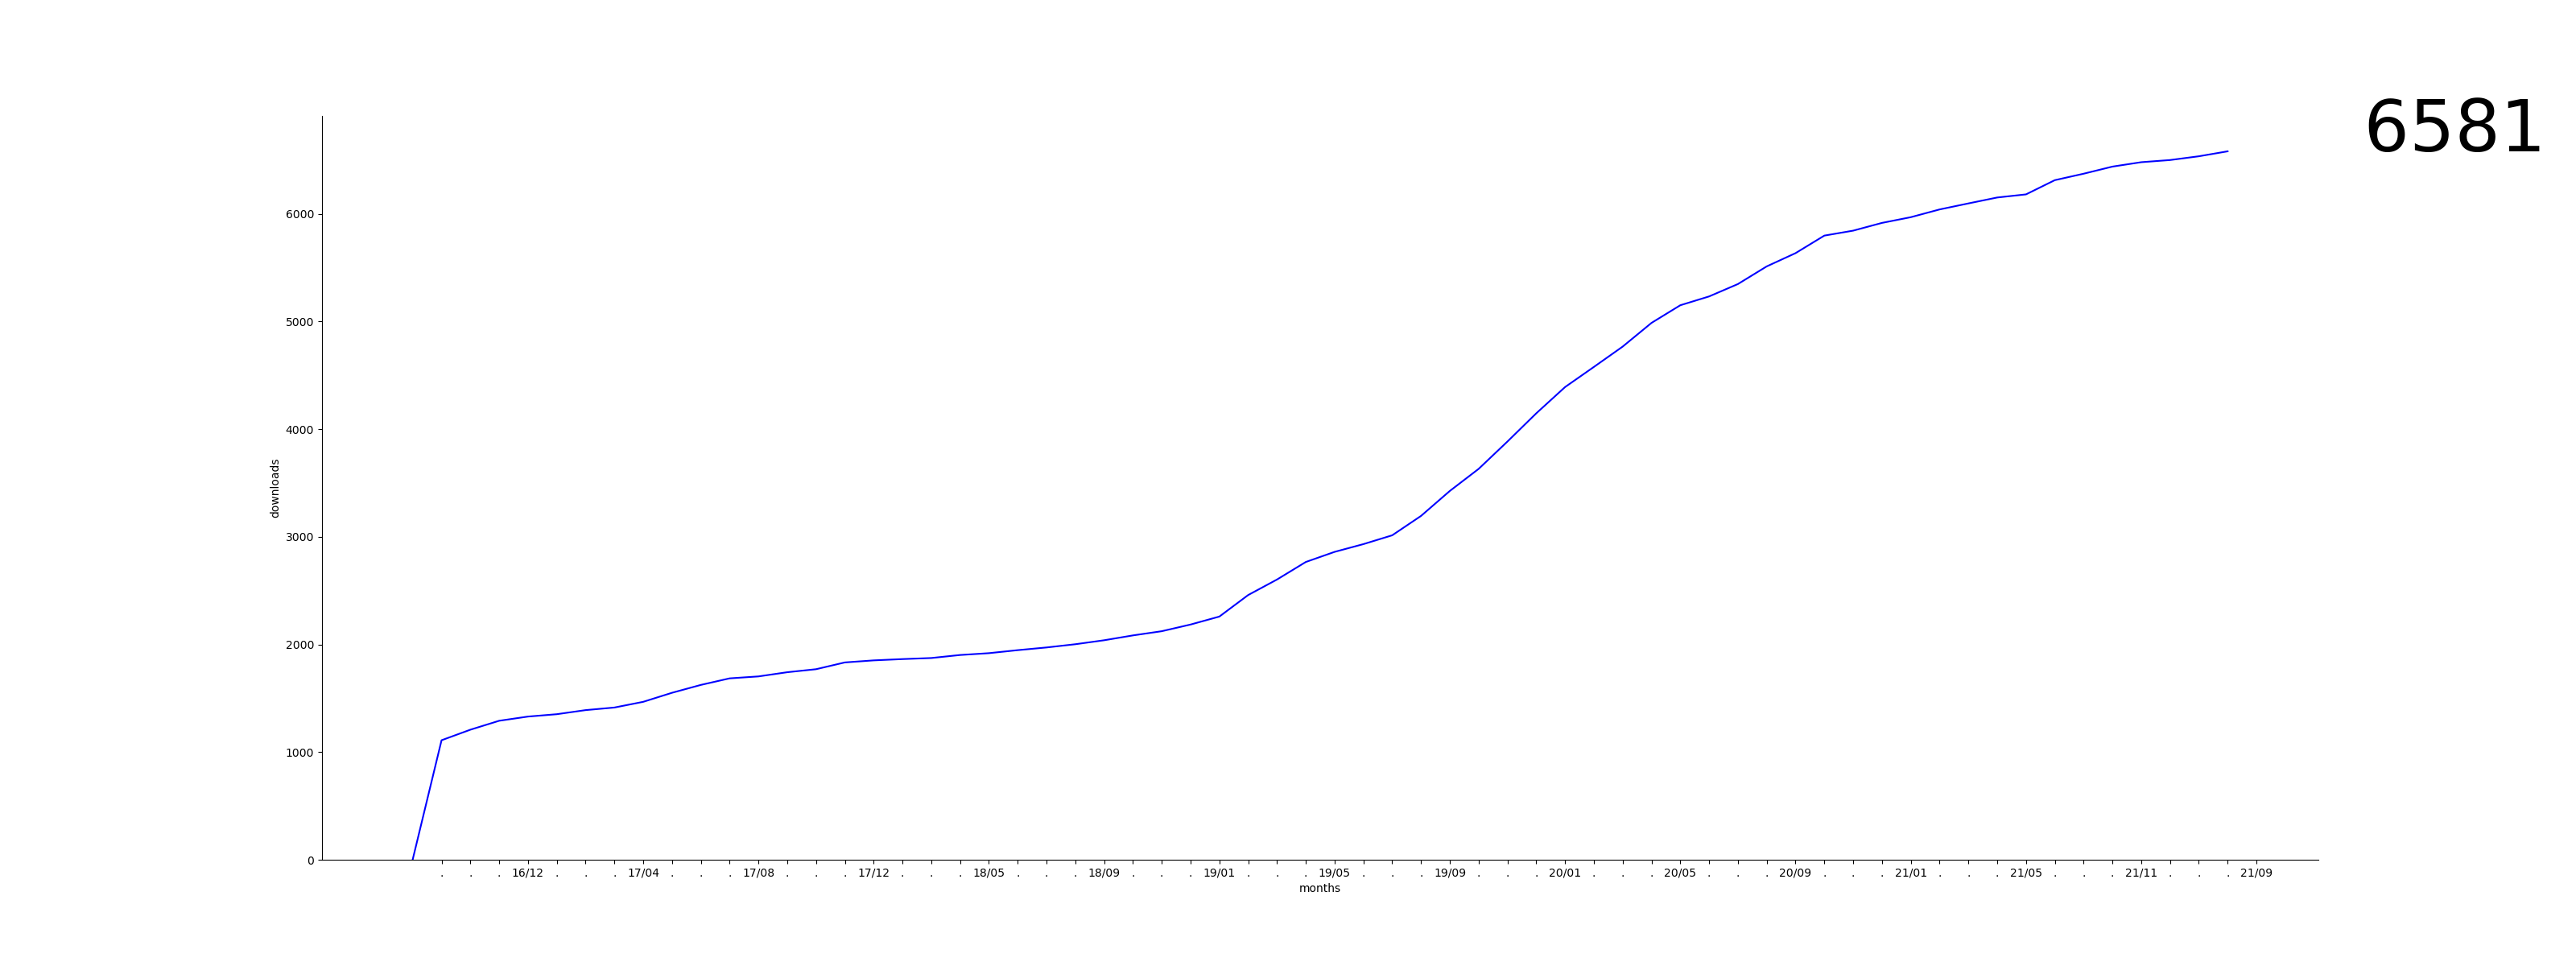 6581
6000
5000
4000
3000
2000
1000
0
downloads
. . . 16/12 . . . 17/04 . . . 17/08 . . . 17/12 . . . 18/05 . . . 18/09 . . . 19/01 . . . 19/05 . . . 19/09 . . . 20/01 . . . 20/05 . . . 20/09 . . . 21/01 . . . 21/05 . . . 21/11 . . . 21/09
months